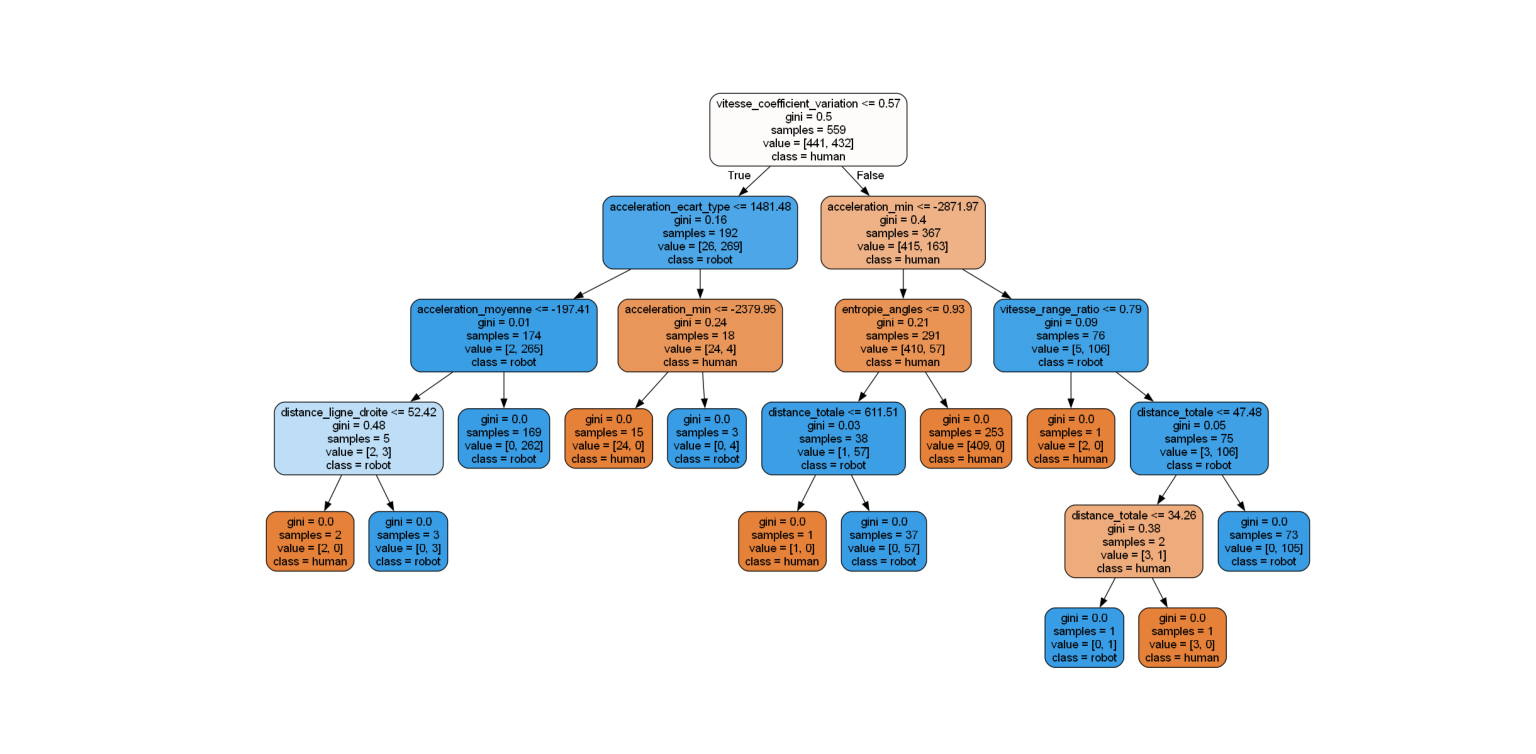 vitesse_coefficient_variation <= 0.57
gini = 0.5
samples = 559
value = [441, 432]
class = human
True
False
acceleration_ecart_type <= 1481.48
gini = 0.16
samples = 192
value = [26, 269]
class = robot
acceleration_min <= -2871.97
gini = 0.4
samples = 367
value = [415, 163]
class = human
acceleration_moyenne <= -197.41
gini = 0.01
samples = 174
value = [2, 265]
class = robot
acceleration_min <= -2379.95
gini = 0.24
samples = 18
value = [24, 4]
class = human
entropie_angles <= 0.93
gini = 0.21
samples = 291
value = [410, 57]
class = human
vitesse_range_ratio <= 0.79
gini = 0.09
samples = 76
value = [5, 106]
class = robot
distance_ligne_droite <= 52.42
gini = 0.48
samples = 5
value = [2, 3]
class = robot
gini = 0.0
samples = 169
value = [0, 262]
class = robot
gini = 0.0
samples = 15
value = [24, 0]
class = human
gini = 0.0
samples = 3
value = [0, 4]
class = robot
distance_totale <= 611.51
gini = 0.03
samples = 38
value = [1, 57]
class = robot
gini = 0.0
samples = 253
value = [409, 0]
class = human
gini = 0.0
samples = 1
value = [2, 0]
class = human
distance_totale <= 47.48
gini = 0.05
samples = 75
value = [3, 106]
class = robot
gini = 0.0
samples = 2
value = [2, 0]
class = human
gini = 0.0
samples = 3
value = [0, 3]
class = robot
gini = 0.0
samples = 1
value = [1, 0]
class = human
gini = 0.0
samples = 37
value = [0, 57]
class = robot
distance_totale <= 34.26
gini = 0.38
samples = 2
value = [3, 1]
class = human
gini = 0.0
samples = 73
value = [0, 105]
class = robot
gini = 0.0
samples = 1
value = [0, 1]
class = robot
gini = 0.0
samples = 1
value = [3, 0]
class = human